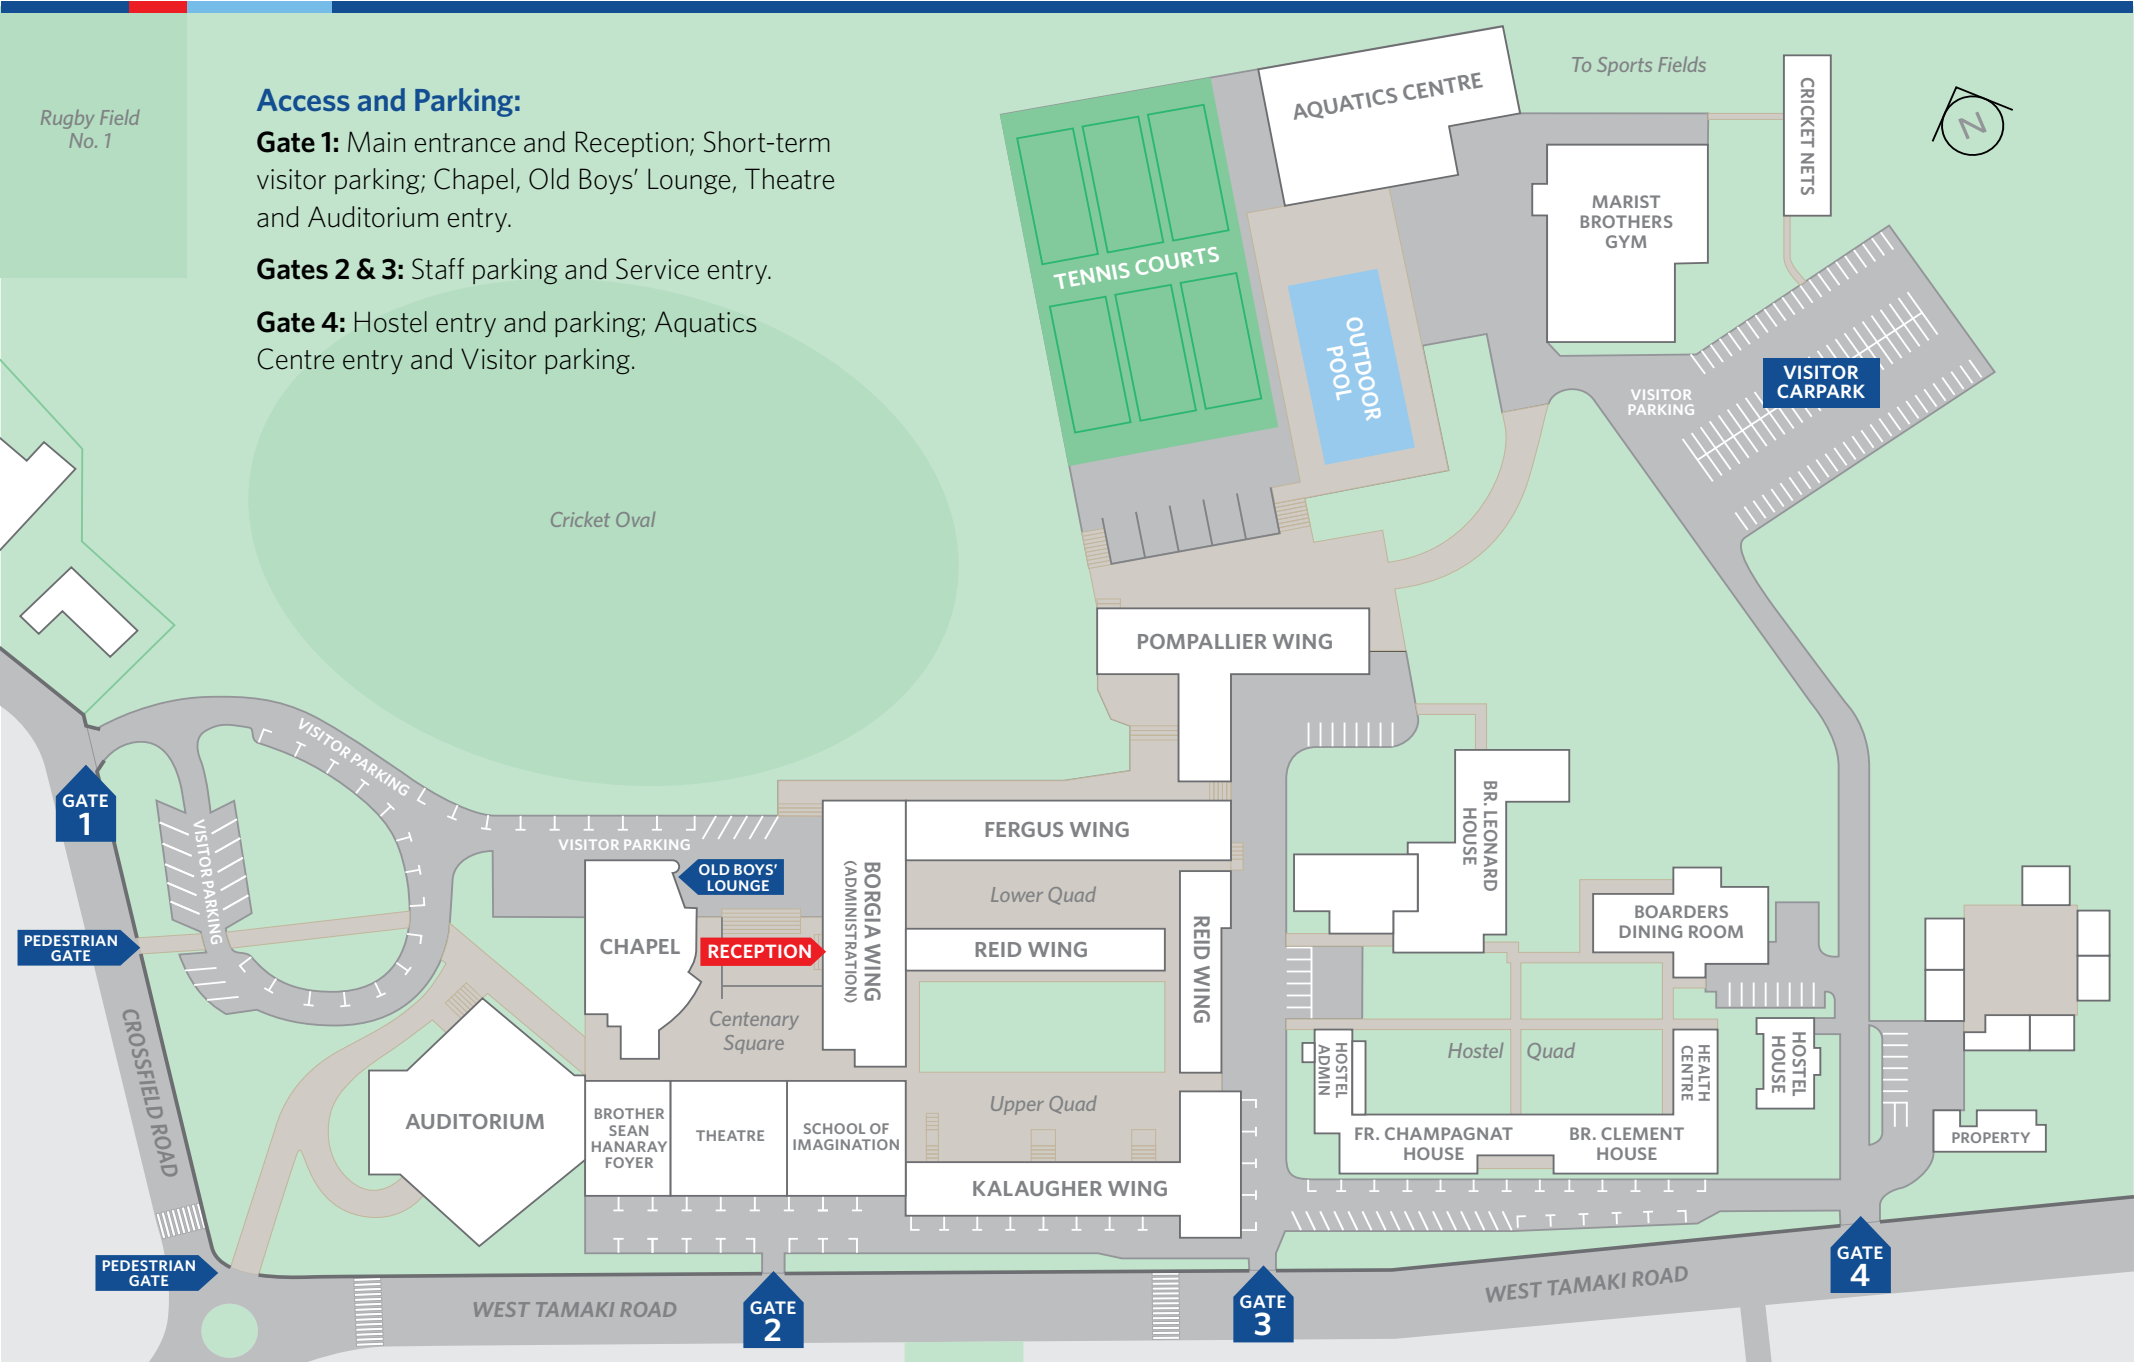 Access and Parking:
Gate 1: Main entrance and Reception; Short-term
visitor parking; Chapel, Old Boys’ Lounge, Theatre
and Auditorium entry.
Gates 2 & 3: Staff parking and Service entry.
Gate 4: Hostel entry and parking; Aquatics
Centre entry and Visitor parking.
Rugby Field
No. 1
Cricket Oval
TENNIS COURTS
AQUATICS CENTRE
To Sports Fields
CRICKET NETS
N
MARIST
BROTHERS
GYM
OUTDOOR
POOL
VISITOR
PARKING
VISITOR
CARPARK
POMPALLIER WING
VISITOR PARKING
GATE
1
VISITOR PARKING
VISITOR PARKING
OLD BOYS’
LOUNGE
FERGUS WING
BORGIA WING
(ADMINISTRATION)
Lower Quad
REID WING
REID WING
BR. LEONARD
HOUSE
BOARDERS
DINING ROOM
PEDESTRIAN
GATE
CHAPEL
RECEPTION
Centenary
Square
CROSSFIELD ROAD
AUDITORIUM
BROTHER
SEAN
HANARAY
FOYER
THEATRE
SCHOOL OF
IMAGINATION
Upper Quad
KALAUGHER WING
HOSTEL
ADMIN
Hostel Quad
HEALTH
CENTRE
HOSTEL
HOUSE
FR. CHAMPAGNAT
HOUSE
BR. CLEMENT
HOUSE
PROPERTY
PEDESTRIAN
GATE
WEST TAMAKI ROAD
GATE
2
GATE
3
WEST TAMAKI ROAD
GATE
4